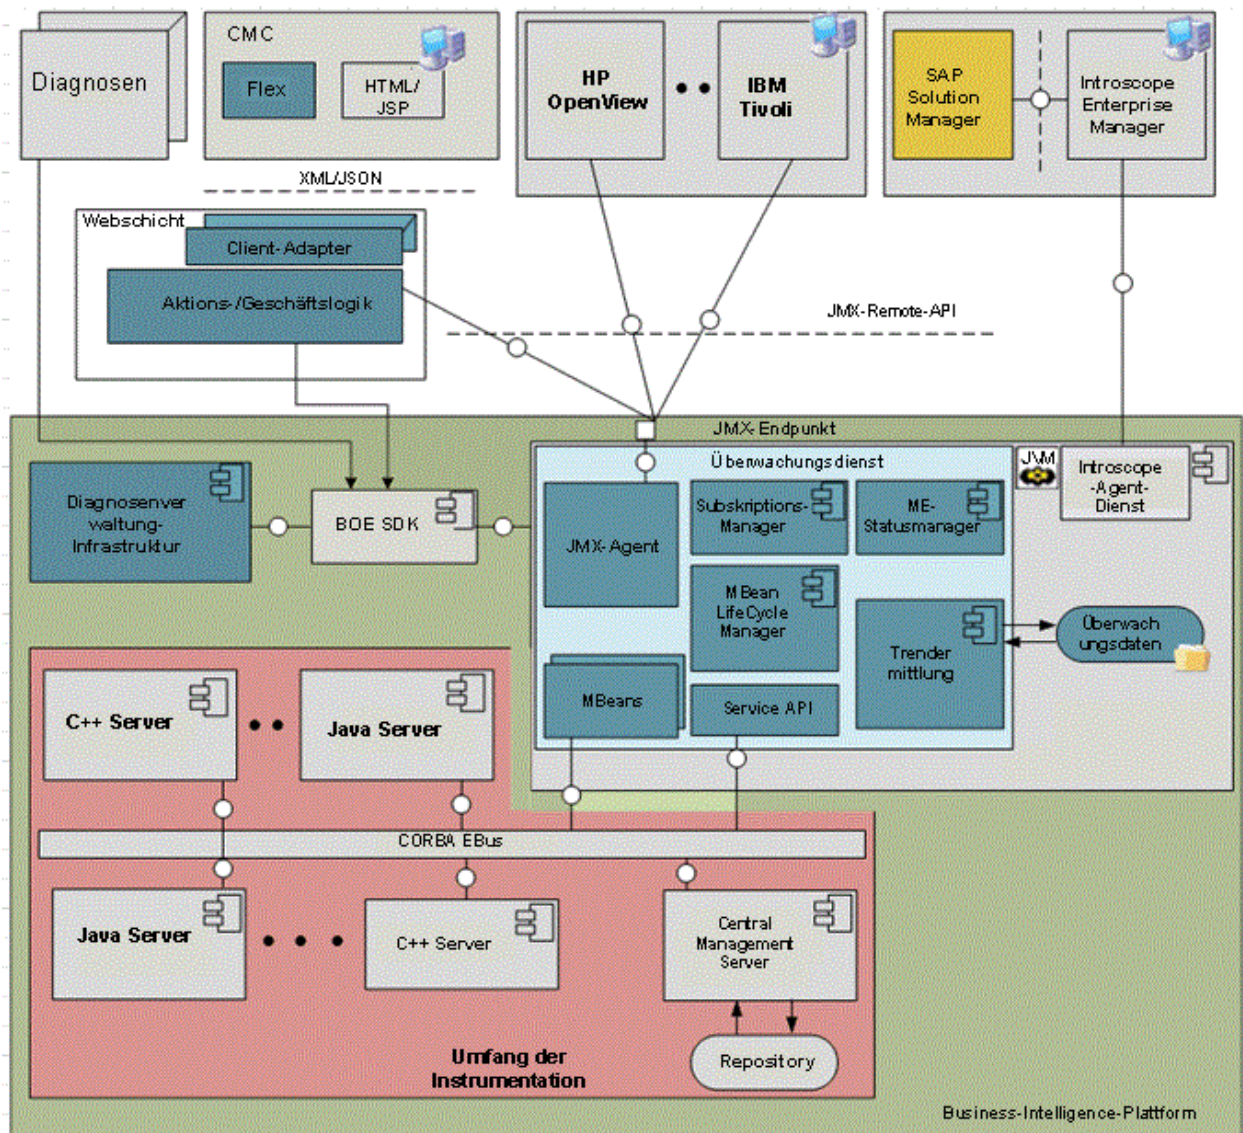 Diagnosen
CMC
Flex
HTML/
JSP
HP
OpenView
IBM
Tivoli
SAP
Solution
Manager
Introscope
Enterprise
Manager
XML/JSON
Webschicht
Client-Adapter
Aktions-/Geschäftslogik
JMX-Remote-API
JMX-Endpunkt
Überwachungsdienst
JVM
Introscope
-Agent-
Dienst
Diagnosenver
waltung-
Infrastruktur
BOE SDK
JMX-Agent
Subskriptions-
Manager
ME-
Statusmanager
MBean
LifeCycle
Manager
Trender
mittlung
Überwach
ungsdaten
MBeans
Service API
C++ Server
Java Server
CORBA EBus
Java Server
C++ Server
Central
Management
Server
Repository
Umfang der
Instrumentation
Business-Intelligence-Plattform